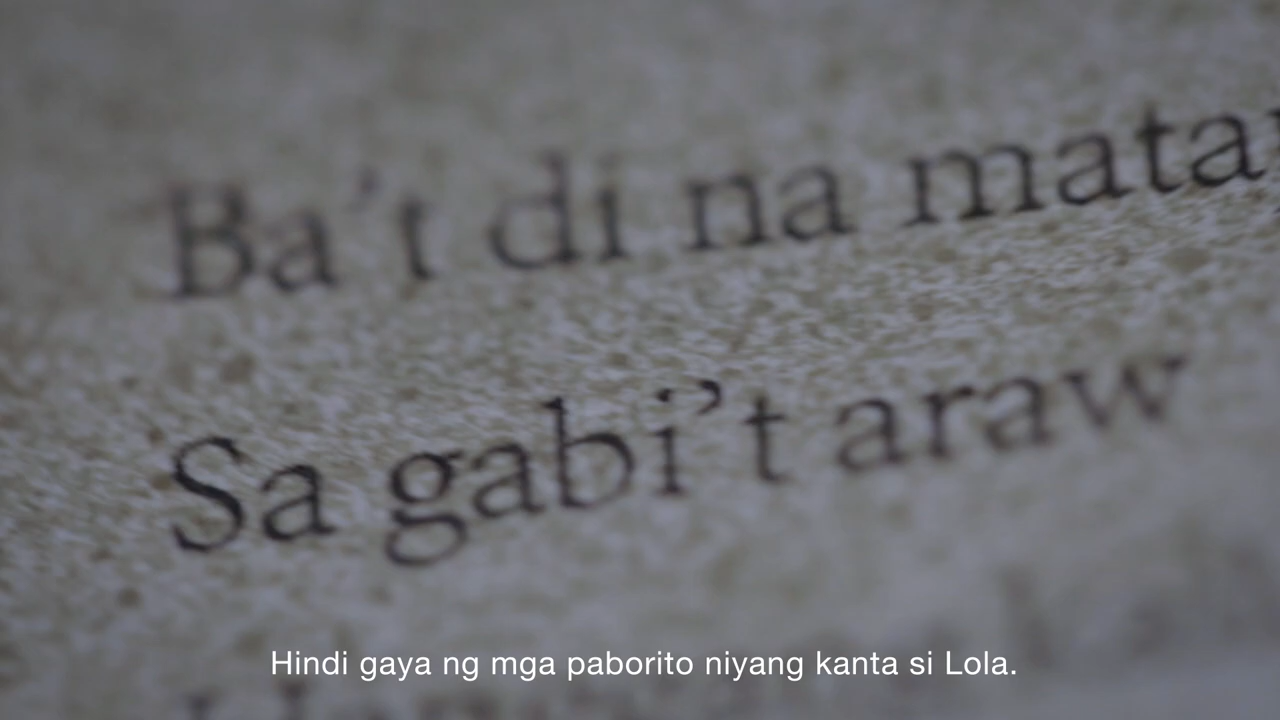 Ba't di na
Sa gabi't araw
Hindi gaya ng mga paborito niyang kanta si Lola.